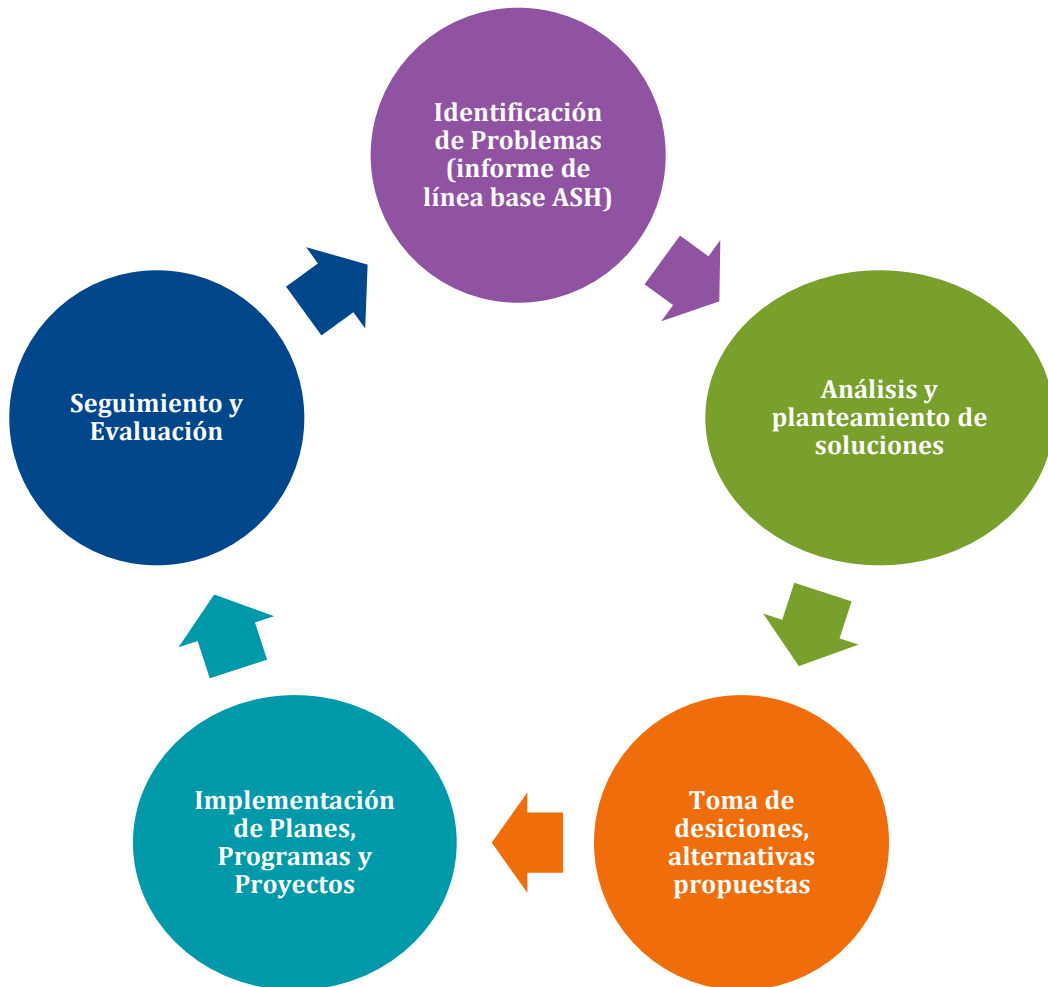 Identificación
de Problemas
(informe de
línea base ASH)
Análisis y
planteamiento de
soluciones
Toma de
desiciones,
alternativas
propuestas
Implementación
de Planes,
Programas y
Proyectos
Seguimiento y
Evaluación